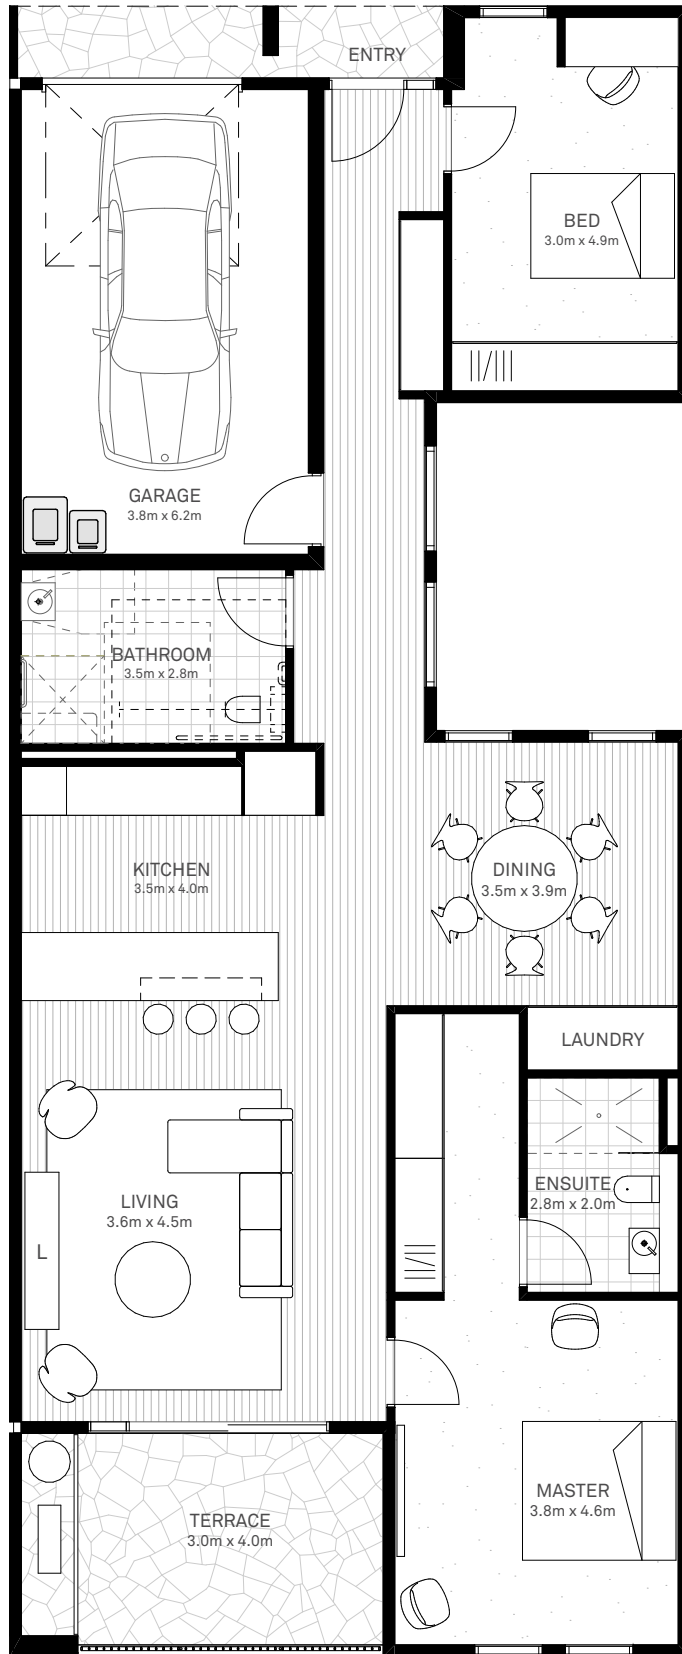 ENTRY
BED
3.0m x 4.9m
GARAGE
3.8m x 6.2m
BATHROOM
3.5m x 2.8m
KITCHEN
3.5m x 4.0m
DINING
3.5m x 3.9m
LAUNDRY
ENSUITE
2.8m x 2.0m
LIVING
3.6m x 4.5m
L
MASTER
3.8m x 4.6m
TERRACE
3.0m x 4.0m